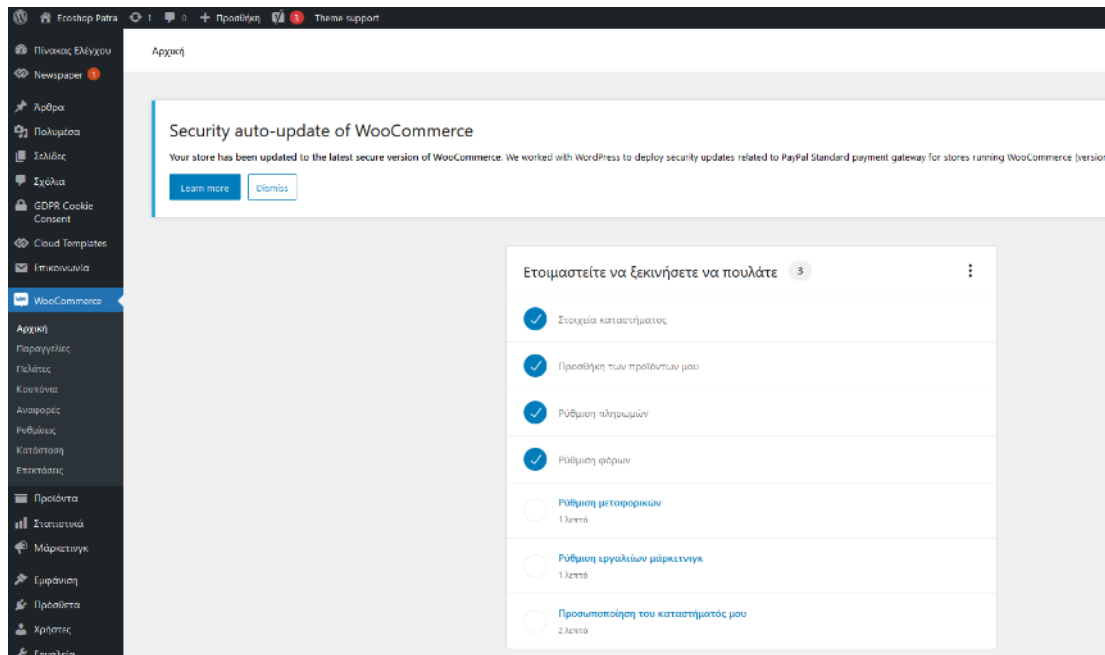 Ecoshop Patra 1 0 + Προσθήκη 3 Theme support
Πίνακας Ελέγχου
Newspaper 1
Άρθρα
Πολυμέσα
Σελίδες
Σχόλια
GDPR Cookie
Consent
Cloud Templates
Επικοινωνία
WooCommerce
Αρχική
Παραγγελίες
Πελάτες
Κουπόνια
Αναφορές
Ρυθμίσεις
Κατάσταση
Επεκτάσεις
Προϊόντα
Στατιστικά
Μάρκετινγκ
Εμφάνιση
Πρόσθετα
Χρήστες
Εργαλεία
Αρχική
Security auto-update of WooCommerce
Your store has been updated to the latest secure version of WooCommerce. We worked with WordPress to deploy security updates related to PayPal Standard payment gateway for stores running WooCommerce (version
Learn more Dismiss
Ετοιμαστείτε να ξεκινήσετε να πουλάτε 3
Στοιχεία καταστήματος
Προσθήκη των προϊόντων μου
Ρύθμιση πληρωμών
Ρύθμιση φόρων
Ρύθμιση μεταφορικών
1 λεπτό
Ρύθμιση εργαλείων μάρκετνιγκ
1 λεπτό
Προσωποποίηση του καταστήματός μου
2 λεπτά